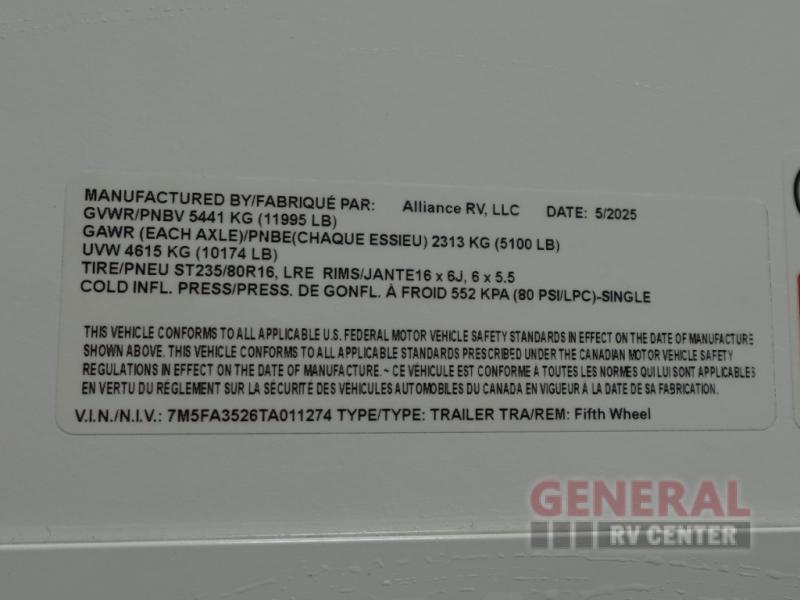 MANUFACTURED BY/FABRIQUÉ PAR: Alliance RV, LLC DATE: 5/2025
GVWR/PNBV 5441 KG (11995 LB)
GAWR (EACH AXLE)/PNBE(CHAQUE ESSIEU) 2313 KG (5100 LB)
UVW 4615 KG (10174 LB)
TIRE/PNEU ST235/80R16, LRE RIMS/JANTE16 x 6J, 6 x 5.5
COLD INFL. PRESS/PRESS. DE GONFL. À FROID 552 KPA (80 PSI/LPC)-SINGLE
THIS VEHICLE CONFORMS TO ALL APPLICABLE U.S. FEDERAL MOTOR VEHICLE SAFETY STANDARDS IN EFFECT ON THE DATE OF MANUFACTURE
SHOWN ABOVE. THIS VEHICLE CONFORMS TO ALL APPLICABLE STANDARDS PRESCRIBED UNDER THE CANADIAN MOTOR VEHICLE SAFETY
REGULATIONS IN EFFECT ON THE DATE OF MANUFACTURE. ~ CE VÉHICULE EST CONFORME À TOUTES LES NORMES QUI LUI SONT APPLICABLES
EN VERTU DU RÉGLEMENT SUR LA SÉCURITÉ DES VÉHICULES AUTOMOBILES DU CANADA EN VIGUEUR À LA DATE DE SA FABRICATION.
V.I.N./N.I.V.: 7M5FA3526TA011274 TYPE/TYPE: TRAILER TRA/REM: Fifth Wheel
GENERAL
RV CENTER